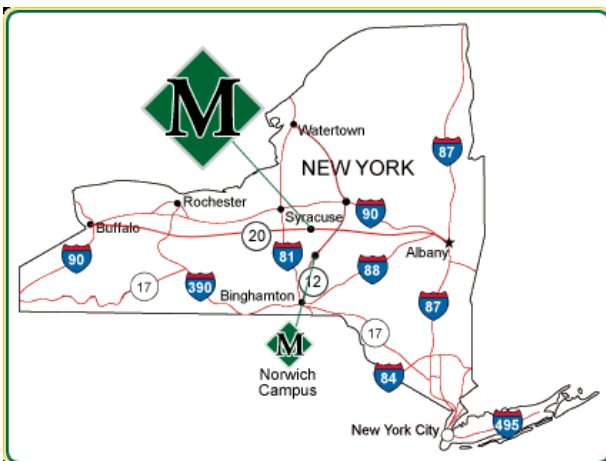 M
Watertown
87
NEW YORK
Rochester
Syracuse
90
Buffalo
20
Albany
90
81
88
12
17
390
Binghamton
87
17
M
Norwich
Campus
84
New York City
495